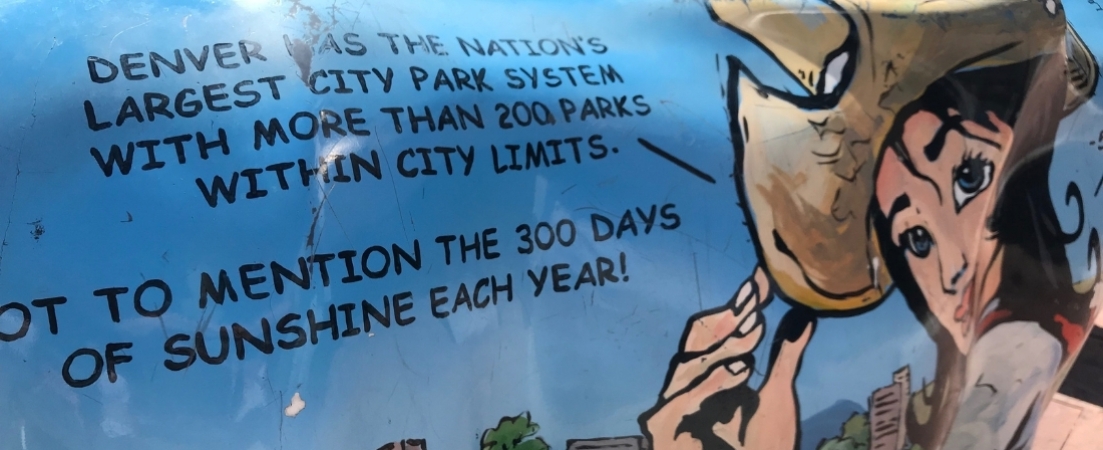 DENVER HAS THE NATION'S
LARGEST CITY PARK SYSTEM
WITH MORE THAN 200 PARKS
WITHIN CITY LIMITS.
OT TO MENTION THE 300 DAYS
OF SUNSHINE EACH YEAR!